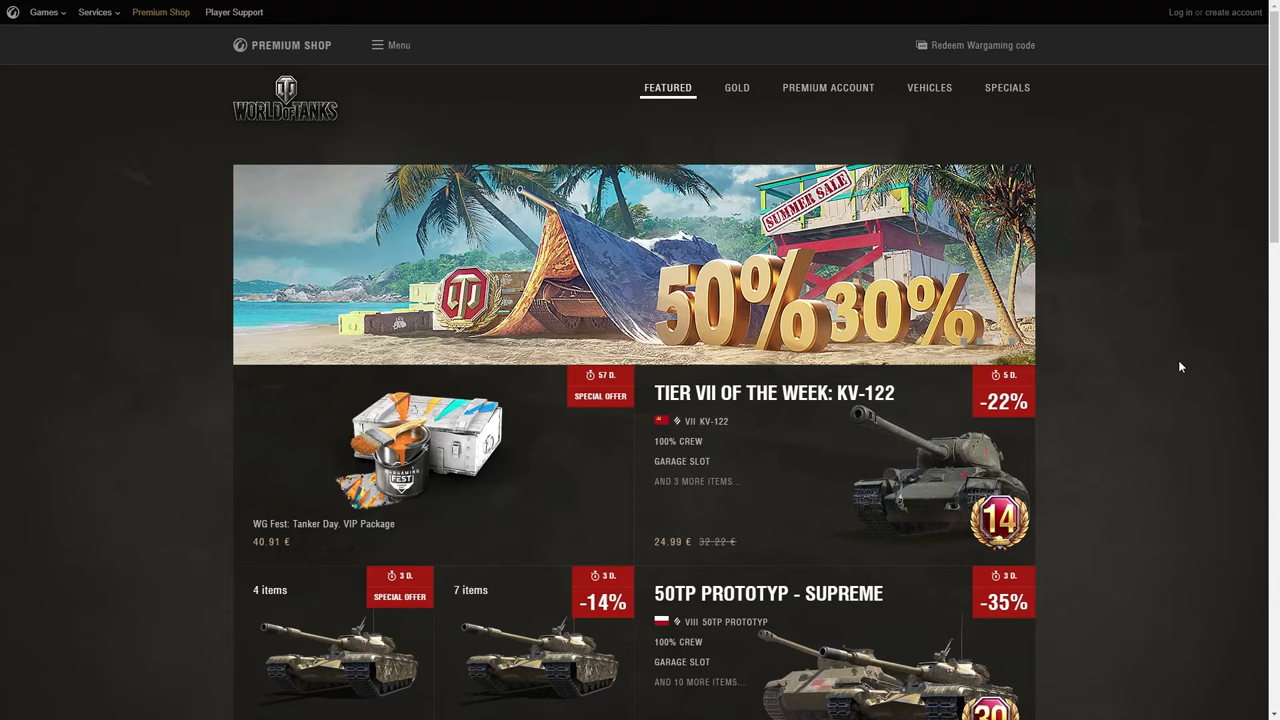 Games
Services
Premium Shop
Player Support
Log in or create account
PREMIUM SHOP
Menu
Redeem Wargaming code
WORLD OF TANKS
FEATURED
GOLD
PREMIUM ACCOUNT
VEHICLES
SPECIALS
SUMMER SALE
50% 30%
57 D.
SPECIAL OFFER
WARGAMING
FEST
WG Fest: Tanker Day. VIP Package
40.91 €
TIER VII OF THE WEEK: KV-122
5 D.
-22%
VII KV-122
100% CREW
GARAGE SLOT
AND 3 MORE ITEMS...
14
24.99 € 32.22 €
4 items
3 D.
SPECIAL OFFER
7 items
3 D.
-14%
50TP PROTOTYP - SUPREME
3 D.
-35%
VIII 50TP PROTOTYP
100% CREW
GARAGE SLOT
AND 10 MORE ITEMS...
30